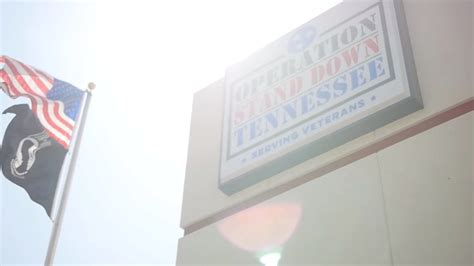 OPERATION
STAND DOWN
TENNESSEE
SERVING VETERANS